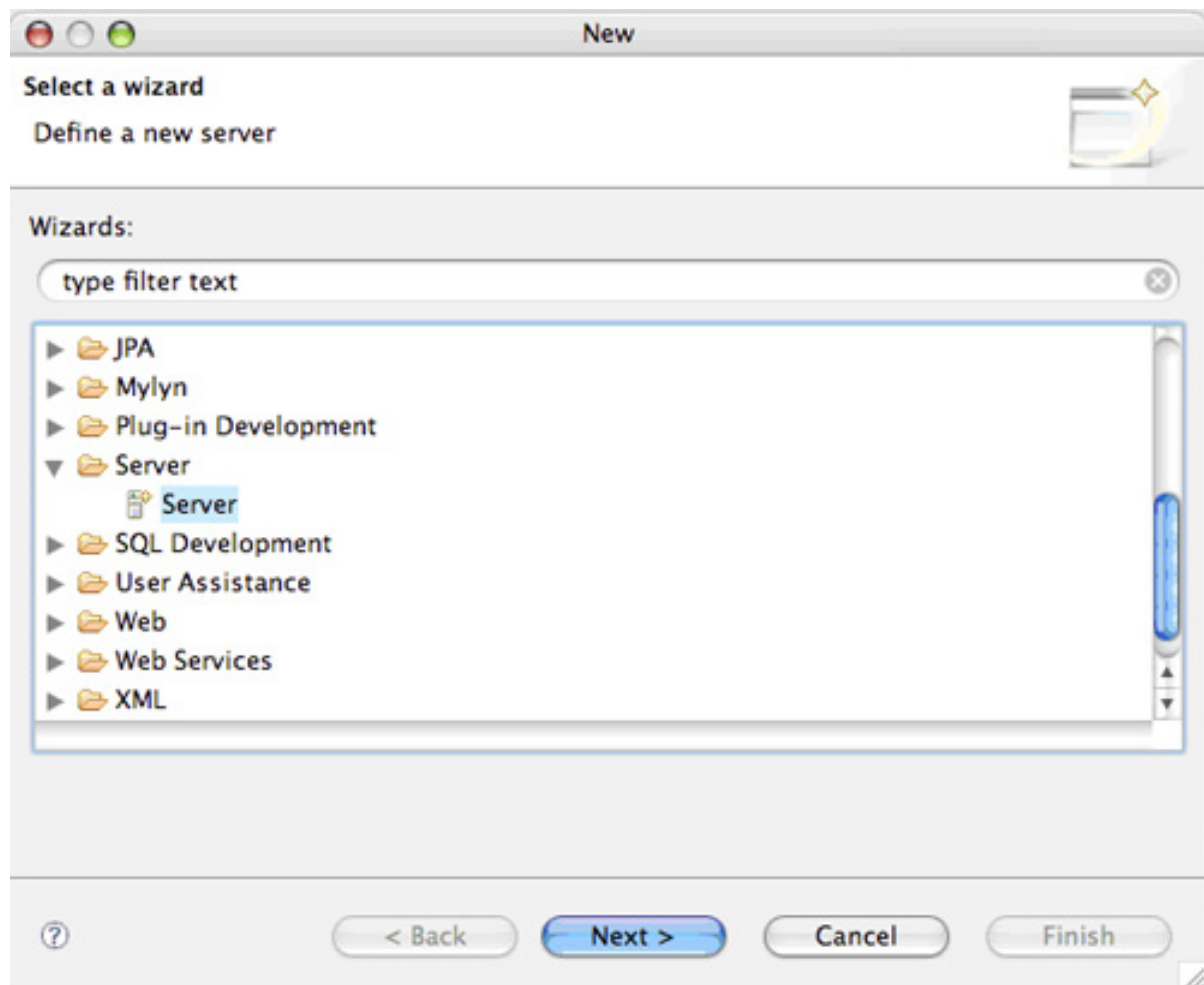 New
Select a wizard
Define a new server
Wizards:
type filter text
JPA
Mylyn
Plug-in Development
Server
Server
SQL Development
User Assistance
Web
Web Services
XML
? < Back Next > Cancel Finish